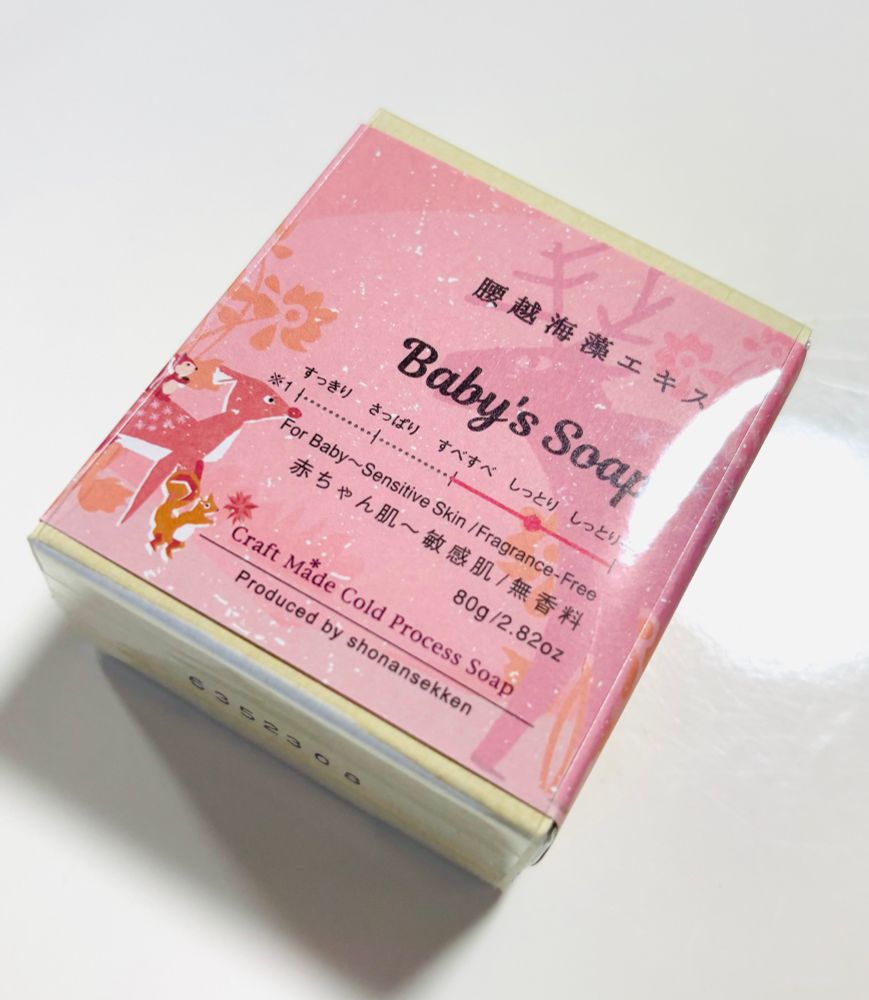 腰越海藻エキス
Baby's Soap
※1 すっきり さっぱり すべすべ しっとり しっとり
For Baby～Sensitive Skin / Fragrance-Free
赤ちゃん肌～敏感肌/無香料
80g/2.82oz
Craft Made Cold Process Soap
Produced by shonansekken
6352308